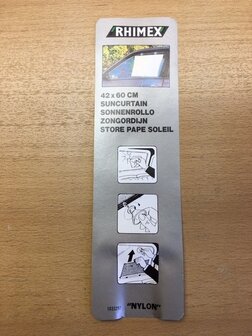 RHIMEX
42 x 60 CM
SUNCURTAIN
SONNENROLLO
ZONGORDIJN
STORE PAPE SOLEIL
"NYLON"